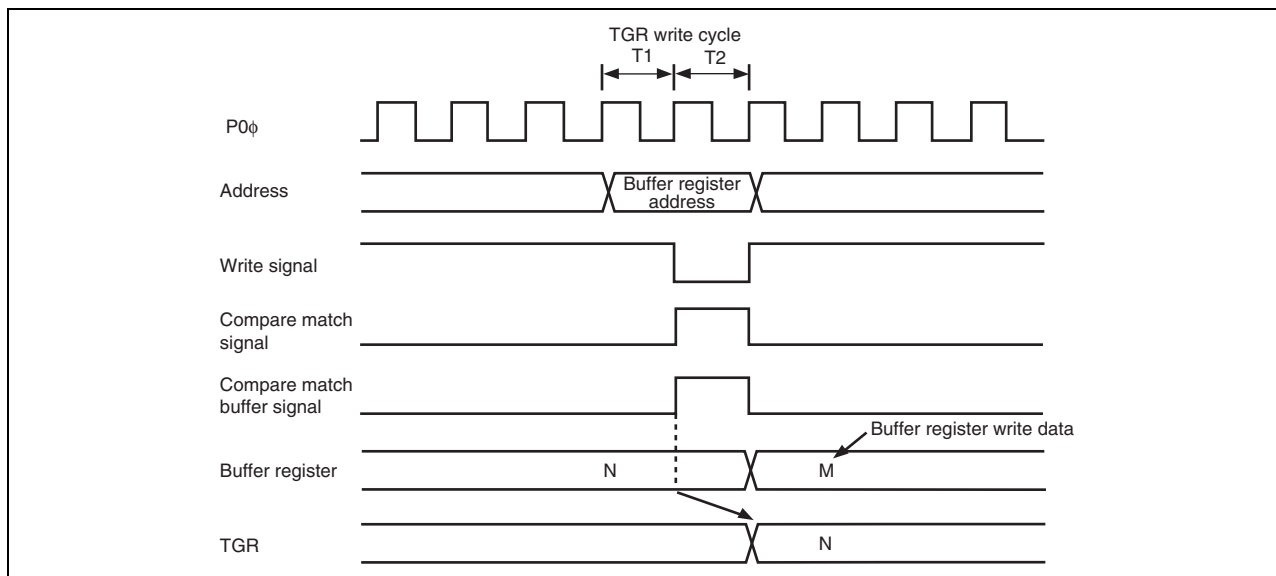 TGR write cycle
T1 T2
P0ϕ
Address
Buffer register
address
Write signal
Compare match
signal
Compare match
buffer signal
Buffer register write data
Buffer register
N M
TGR
N